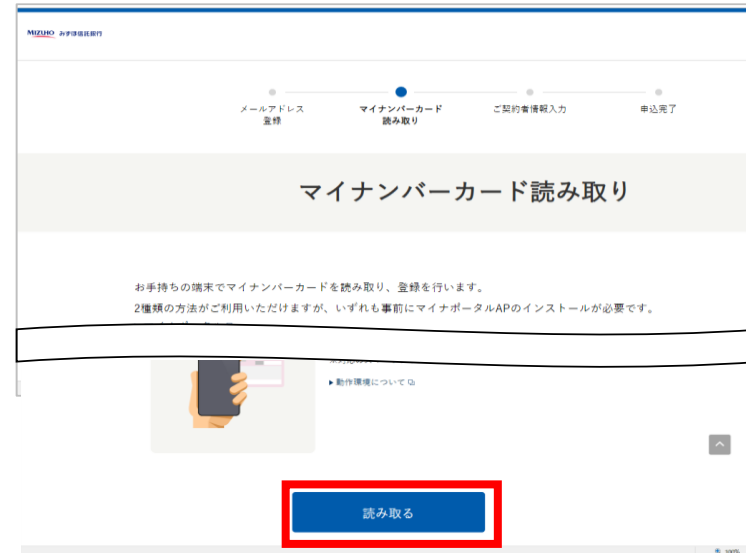 MIZUHO みずほ信託銀行
メールアドレス
登録
マイナンバーカード
読み取り
ご契約者情報入力
申込完了
マイナンバーカード読み取り
お手持ちの端末でマイナンバーカードを読み取り、登録を行います。
2種類の方法がご利用いただけますが、いずれも事前にマイナポータルAPのインストールが必要です。
動作環境について
読み取る
100%